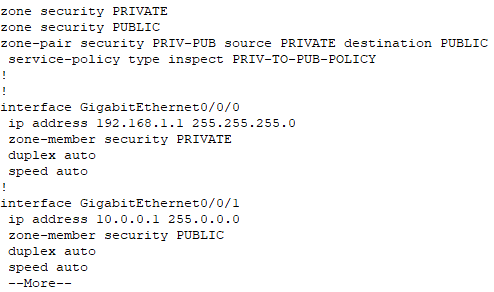 zone security PRIVATE
zone security PUBLIC
zone-pair security PRIV-PUB source PRIVATE destination PUBLIC
 service-policy type inspect PRIV-TO-PUB-POLICY
!
!
interface GigabitEthernet0/0/0
 ip address 192.168.1.1 255.255.255.0
 zone-member security PRIVATE
 duplex auto
 speed auto
!
interface GigabitEthernet0/0/1
 ip address 10.0.0.1 255.0.0.0
 zone-member security PUBLIC
 duplex auto
 speed auto
 --More--